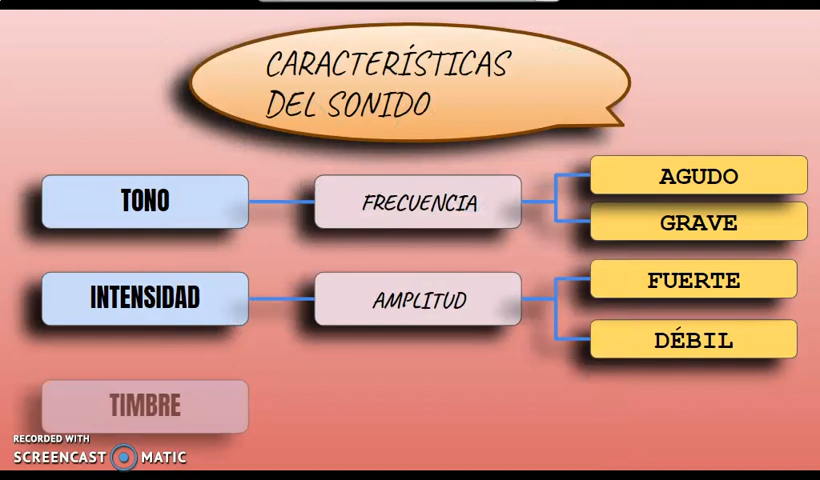 CARACTERÍSTICAS
DEL SONIDO
TONO
FRECUENCIA
AGUDO
GRAVE
INTENSIDAD
AMPLITUD
FUERTE
DÉBIL
TIMBRE
RECORDED WITH
SCREENCAST MATIC